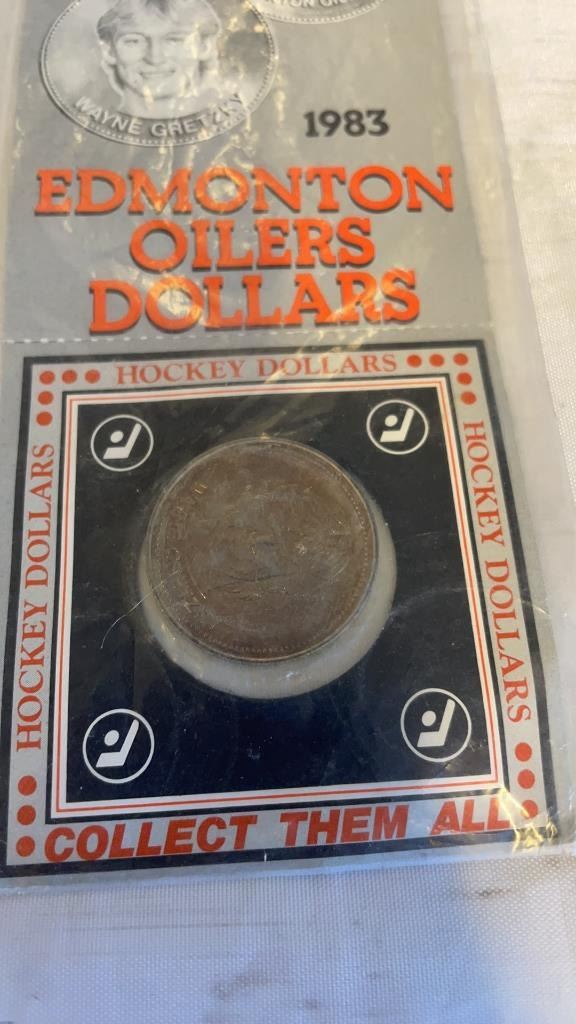 WAYNE GRETZKY
1983
EDMONTON
OILERS
DOLLARS
HOCKEY DOLLARS
HOCKEY DOLLARS
HOCKEY DOLLARS
COLLECT THEM ALL